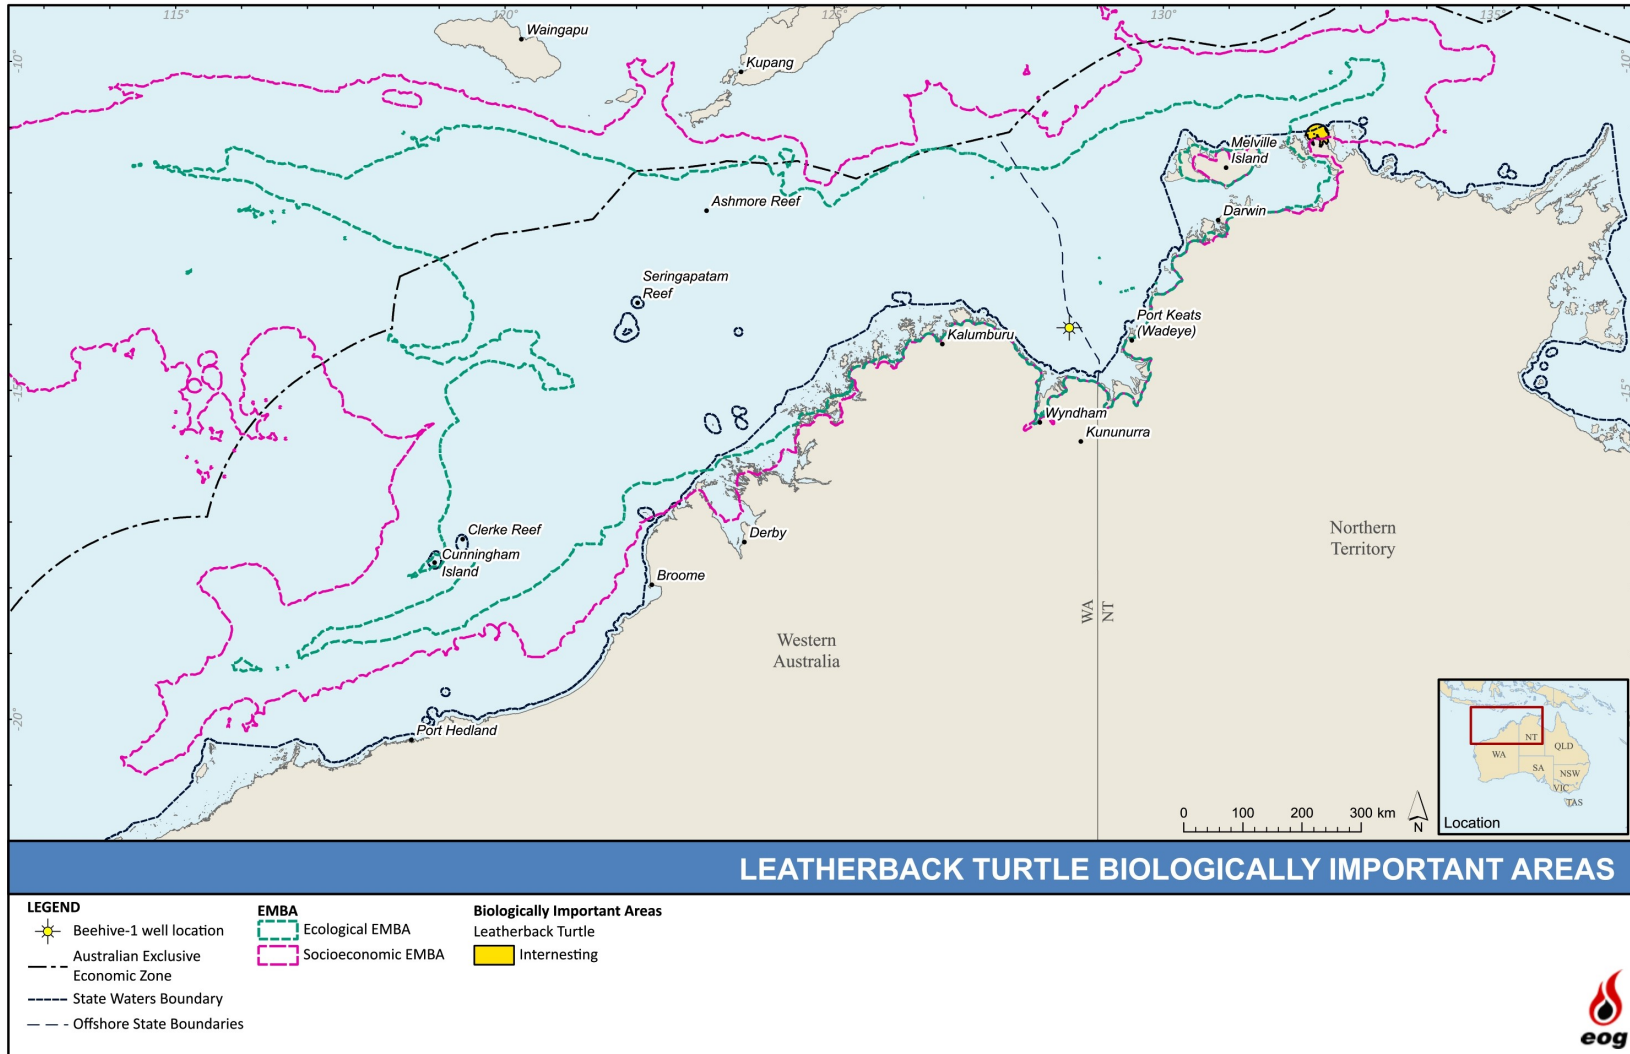 115°
120°
125°
130°
135°
-10°
-10°
Waingapu
Kupang
Melville
Island
Ashmore Reef
Darwin
Seringapatam
Reef
Port Keats
(Wadeye)
Kalumburu
-15°
-15°
Wyndham
Kununurra
Clerke Reef
Cunningham
Island
Derby
Northern
Territory
Broome
WA
NT
Western
Australia
-20°
Port Hedland
0 100 200 300 km
N
WA
NT
QLD
SA
NSW
VIC
TAS
Location
LEATHERBACK TURTLE BIOLOGICALLY IMPORTANT AREAS
LEGEND
Beehive-1 well location
Australian Exclusive
Economic Zone
State Waters Boundary
Offshore State Boundaries
EMBA
Ecological EMBA
Socioeconomic EMBA
Biologically Important Areas
Leatherback Turtle
Internesting
eog